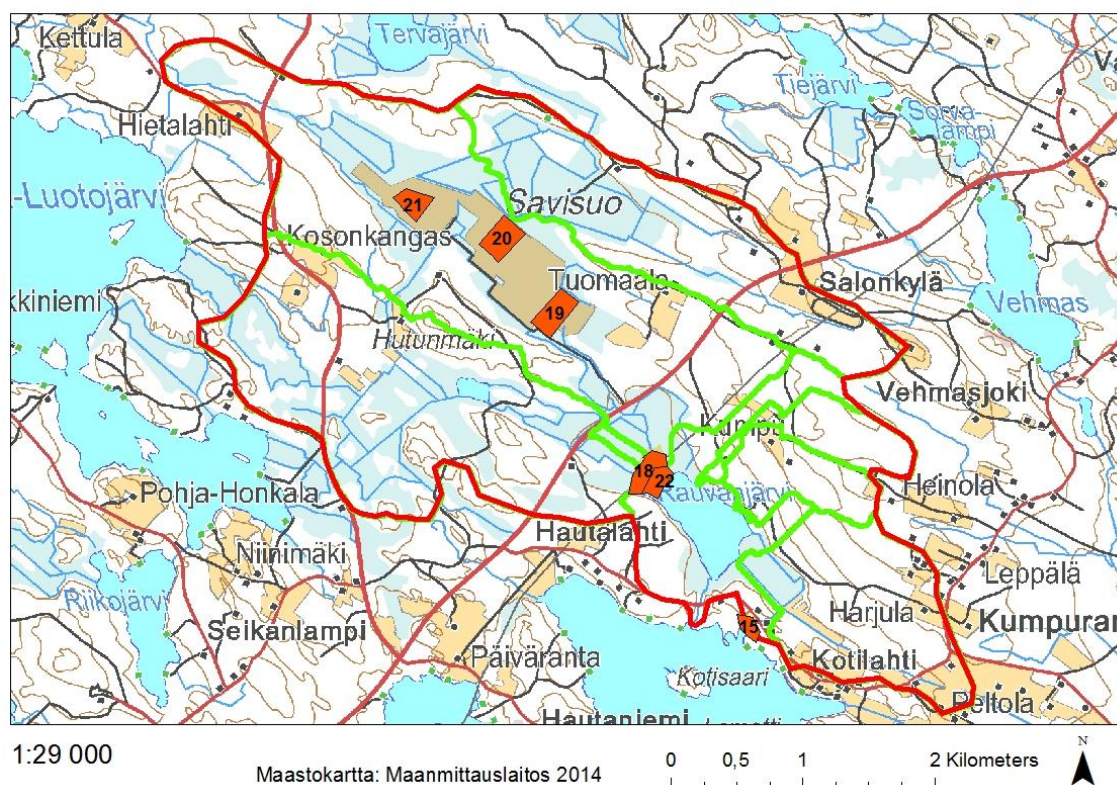 Kettula
Tervajärvi
Tiejärvi
Sorva-
lampi
Hietalahti
-Luotojärvi
21
Savisuo
20
Kosonkangas
kkiniemi
Tuomaala
19
Salonkylä
Vehmas
Hutunmäki
Vehmasjoki
Kumpu
18
22
Rauvanjärvi
Pohja-Honkala
Heinola
Hautalahti
Niinimäki
Leppälä
Riikojärvi
Harjula
Seikanlampi
15
Kumpuran
Päiväranta
Kotilahti
Kotisaari
Peltola
Hautaniemi
1:29 000
Maastokartta: Maanmittauslaitos 2014
0 0,5 1 2 Kilometers
N